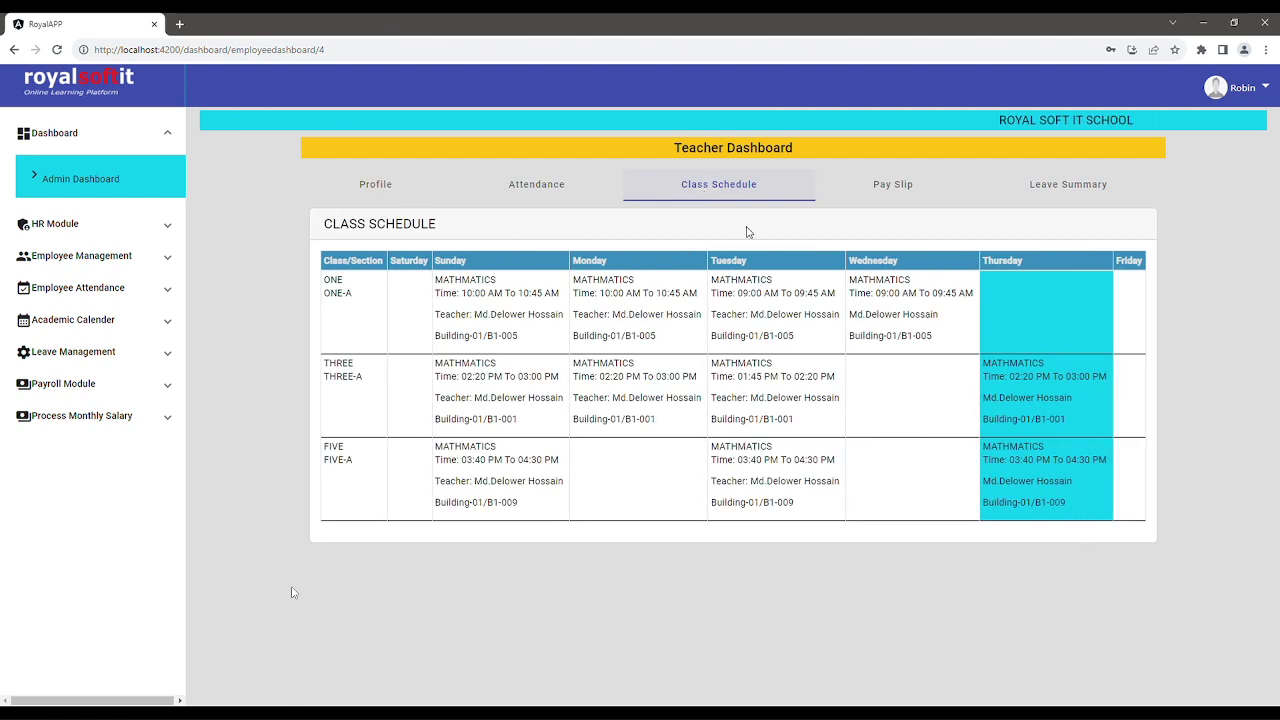 RoyalAPP
http://localhost:4200/dashboard/employeedashboard/4
royalsoftit
Online Learning Platform
Robin
ROYAL SOFT IT SCHOOL
Dashboard
Admin Dashboard
HR Module
Employee Management
Employee Attendance
Academic Calender
Leave Management
Payroll Module
Process Monthly Salary
Teacher Dashboard
Profile Attendance Class Schedule Pay Slip Leave Summary
CLASS SCHEDULE
Class/Section Saturday Sunday Monday Tuesday Wednesday Thursday Friday
ONE MATHMATICS MATHMATICS MATHMATICS MATHMATICS
ONE-A Time: 10:00 AM To 10:45 AM Time: 10:00 AM To 10:45 AM Time: 09:00 AM To 09:45 AM Time: 09:00 AM To 09:45 AM
Teacher: Md.Delower Hossain Teacher: Md.Delower Hossain Teacher: Md.Delower Hossain Md.Delower Hossain
Building-01/B1-005 Building-01/B1-005 Building-01/B1-005 Building-01/B1-005
THREE MATHMATICS MATHMATICS MATHMATICS MATHMATICS
THREE-A Time: 02:20 PM To 03:00 PM Time: 02:20 PM To 03:00 PM Time: 01:45 PM To 02:20 PM Time: 02:20 PM To 03:00 PM
Teacher: Md.Delower Hossain Teacher: Md.Delower Hossain Teacher: Md.Delower Hossain Md.Delower Hossain
Building-01/B1-001 Building-01/B1-001 Building-01/B1-001 Building-01/B1-001
FIVE MATHMATICS MATHMATICS MATHMATICS
FIVE-A Time: 03:40 PM To 04:30 PM Time: 03:40 PM To 04:30 PM Time: 03:40 PM To 04:30 PM
Teacher: Md.Delower Hossain Teacher: Md.Delower Hossain Md.Delower Hossain
Building-01/B1-009 Building-01/B1-009 Building-01/B1-009